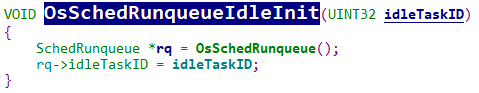 VOID OsSchedRunqueueIdleInit(UINT32 idleTaskID)
{
    SchedRunqueue *rq = OsSchedRunqueue();
    rq->idleTaskID = idleTaskID;
}